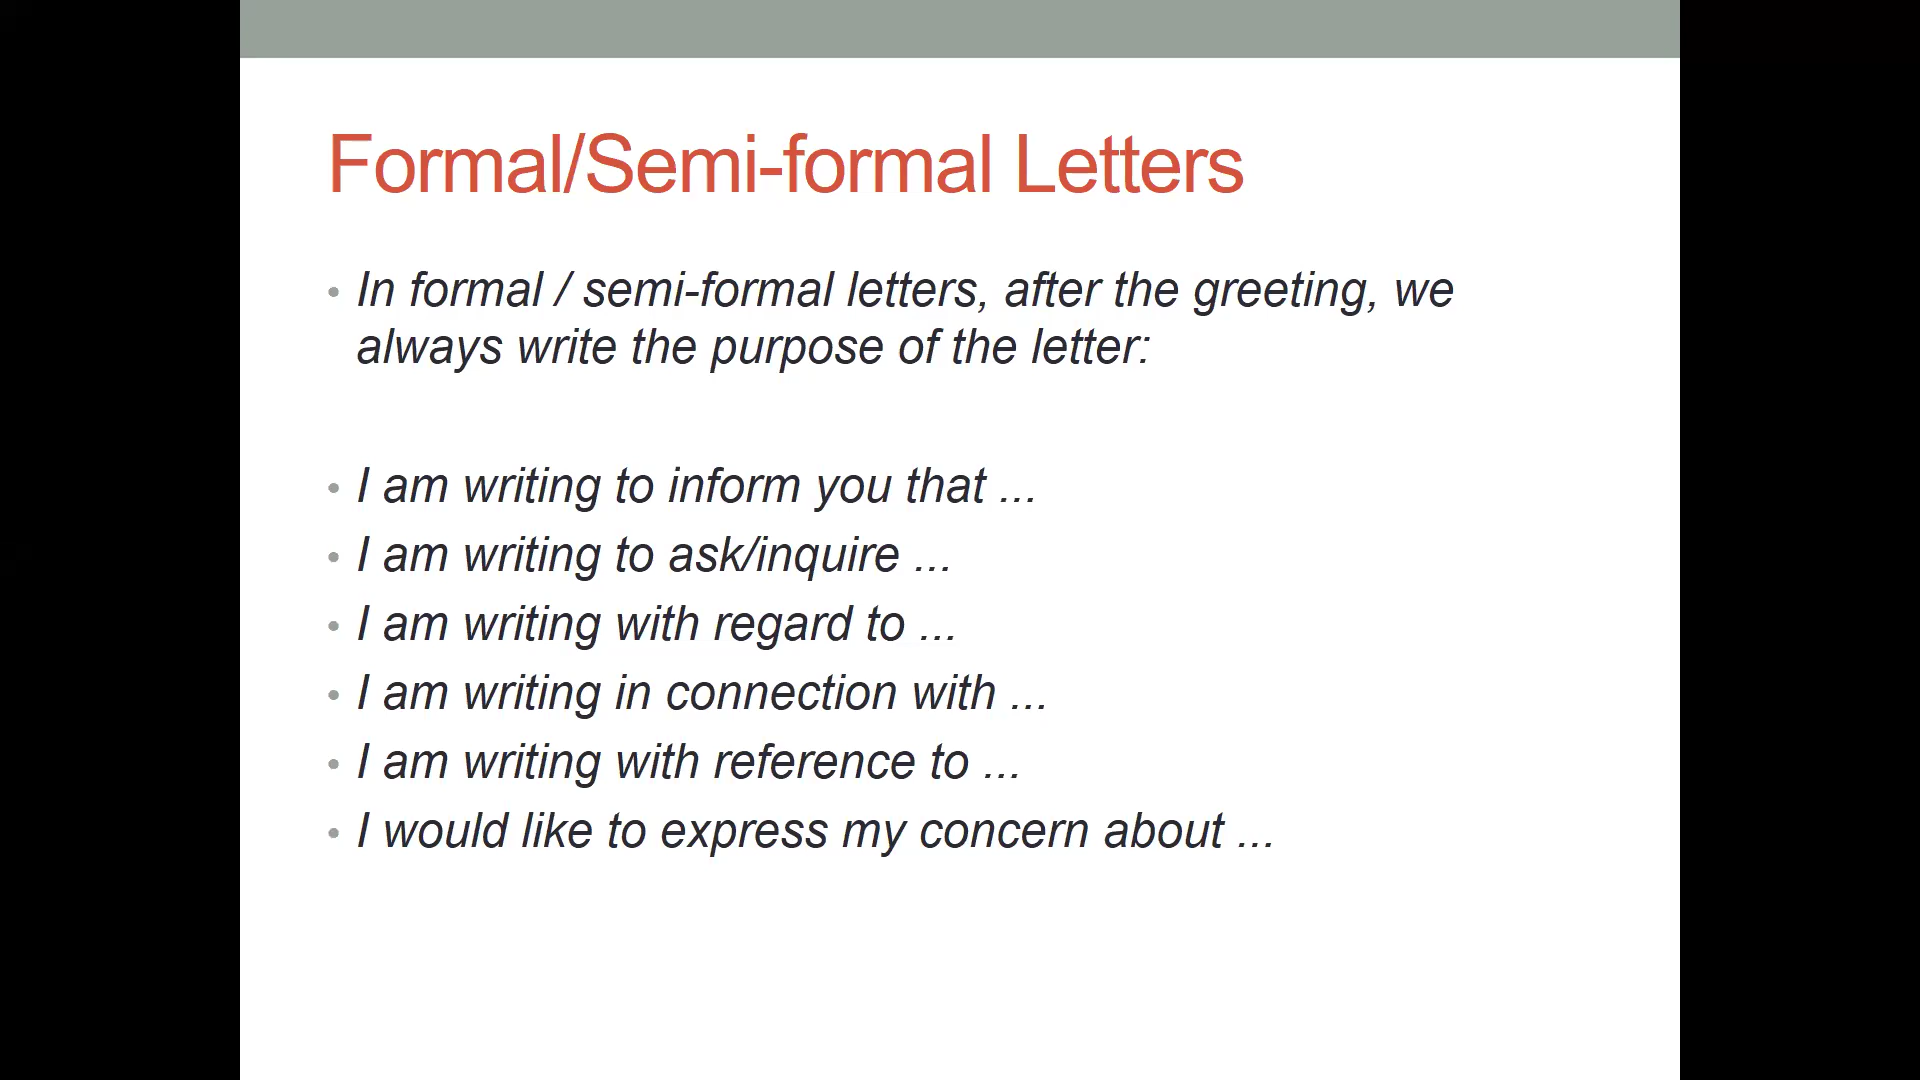 Formal/Semi-formal Letters
• In formal / semi-formal letters, after the greeting, we
always write the purpose of the letter:
• I am writing to inform you that ...
• I am writing to ask/inquire ...
• I am writing with regard to ...
• I am writing in connection with ...
• I am writing with reference to ...
• I would like to express my concern about ...